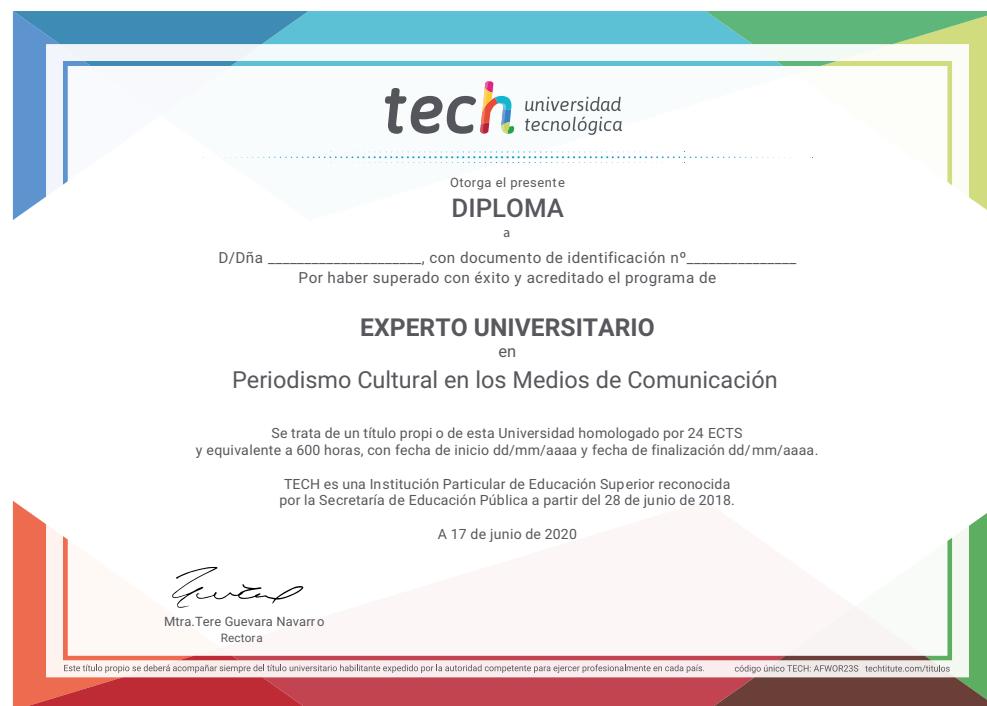 tech universidad
tecnológica
Otorga el presente
DIPLOMA
a
D/Dña ______________________, con documento de identificación nº_______________
Por haber superado con éxito y acreditado el programa de
EXPERTO UNIVERSITARIO
en
Periodismo Cultural en los Medios de Comunicación
Se trata de un título propi o de esta Universidad homologado por 24 ECTS
y equivalente a 600 horas, con fecha de inicio dd/mm/aaaa y fecha de finalización dd/mm/aaaa.
TECH es una Institución Particular de Educación Superior reconocida
por la Secretaría de Educación Pública a partir del 28 de junio de 2018.
A 17 de junio de 2020
Mtra.Tere Guevara Navarro
Rectora
Este título propio se deberá acompañar siempre del título universitario habilitante expedido por la autoridad competente para ejercer profesionalmente en cada país. código único TECH: AFWOR23S techtitute.com/titulos